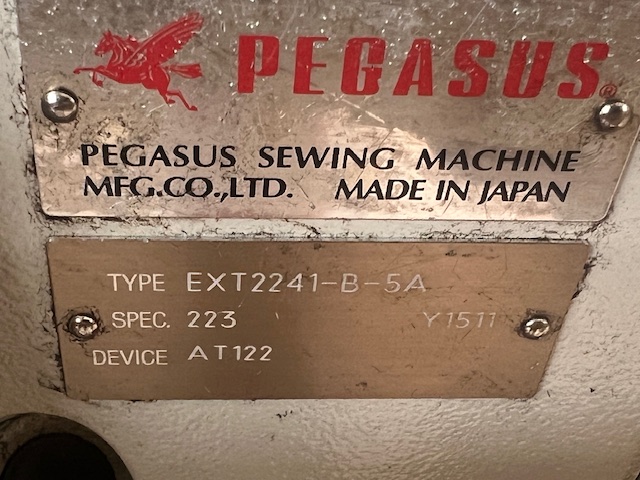 PEGASUS®
PEGASUS SEWING MACHINE
MFG.CO.,LTD. MADE IN JAPAN
TYPE EXT2241-B-5A
SPEC. 223 Y1511
DEVICE AT122